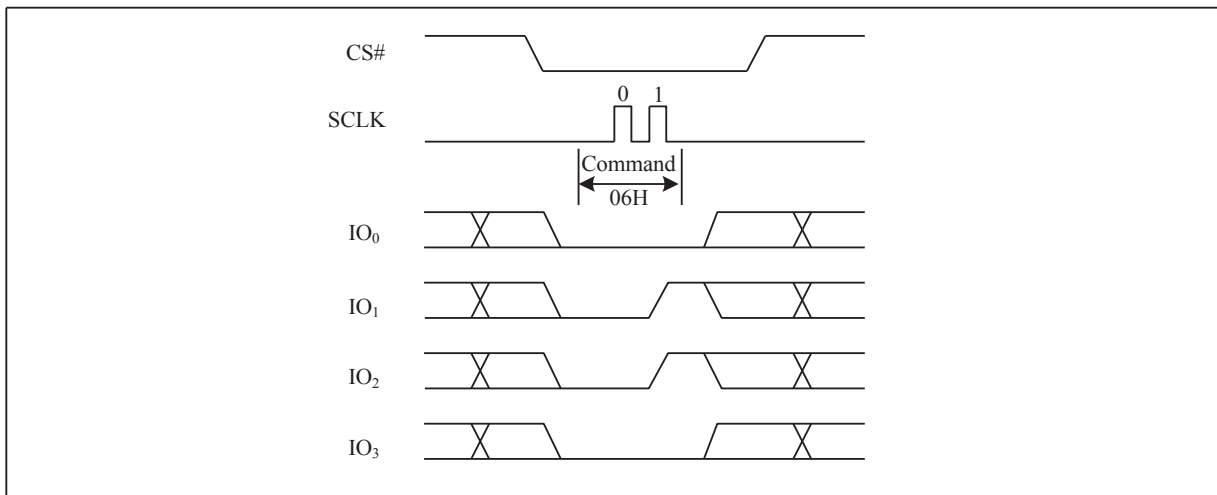 CS#
0 1
SCLK
Command
06H
IO₀
IO₁
IO₂
IO₃